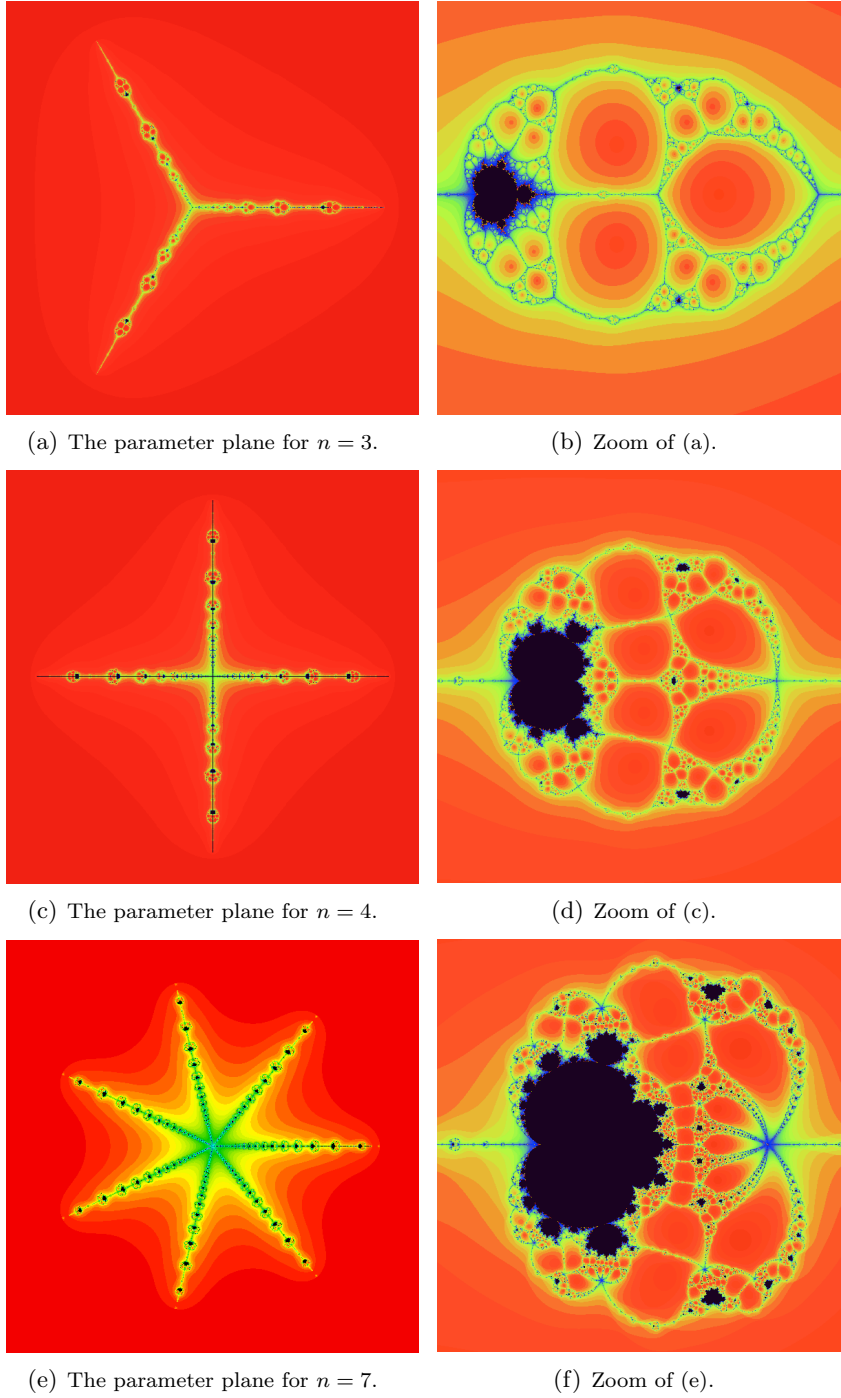 (a) The parameter plane for n = 3.
(b) Zoom of (a).
(c) The parameter plane for n = 4.
(d) Zoom of (c).
(e) The parameter plane for n = 7.
(f) Zoom of (e).